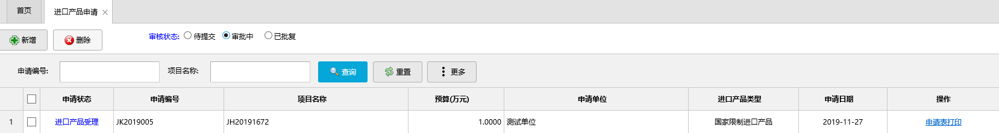 首页 进口产品申请
新增 删除 审核状态: 待提交 审批中 已批复
申请编号: 项目名称: 查询 重置 更多
申请状态 申请编号 项目名称 预算(万元) 申请单位 进口产品类型 申请日期 操作
1 进口产品受理 JK2019005 JH20191672 1.0000 测试单位 国家限制进口产品 2019-11-27 申请表打印